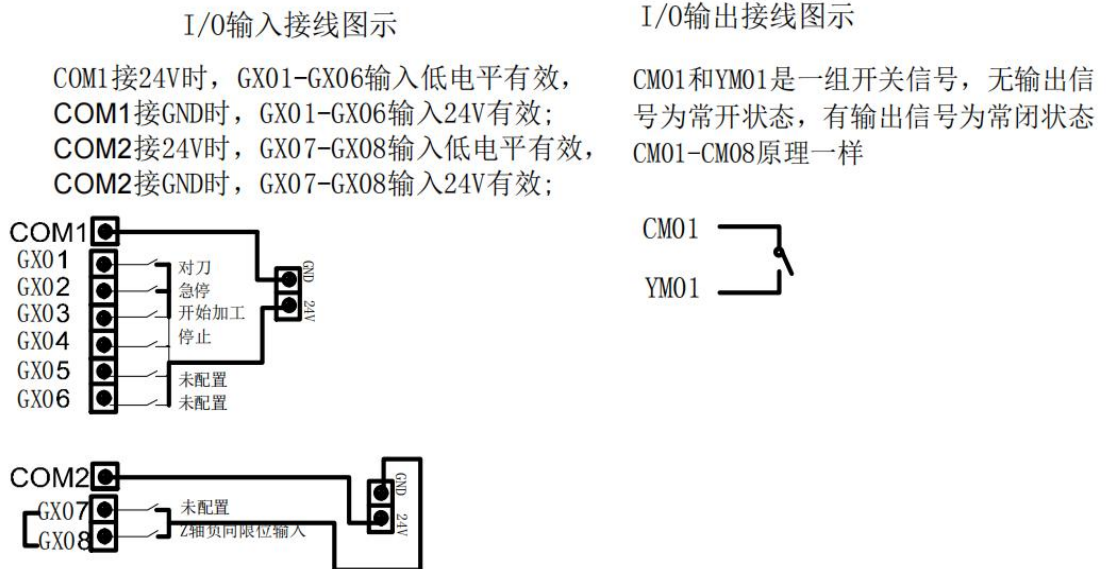 I/O输入接线图示
COM1接24V时，GX01-GX06输入低电平有效，
COM1接GND时，GX01-GX06输入24V有效;
COM2接24V时，GX07-GX08输入低电平有效，
COM2接GND时，GX07-GX08输入24V有效;
COM1
GX01
对刀
GX02
急停
GX03
开始加工
GX04
停止
GX05
未配置
GX06
未配置
GND
24V
COM2
GX07
未配置
GX08
Z轴负向限位输入
GND
24V
I/O输出接线图示
CM01和YM01是一组开关信号，无输出信
号为常开状态，有输出信号为常闭状态
CM01-CM08原理一样
CM01
YM01